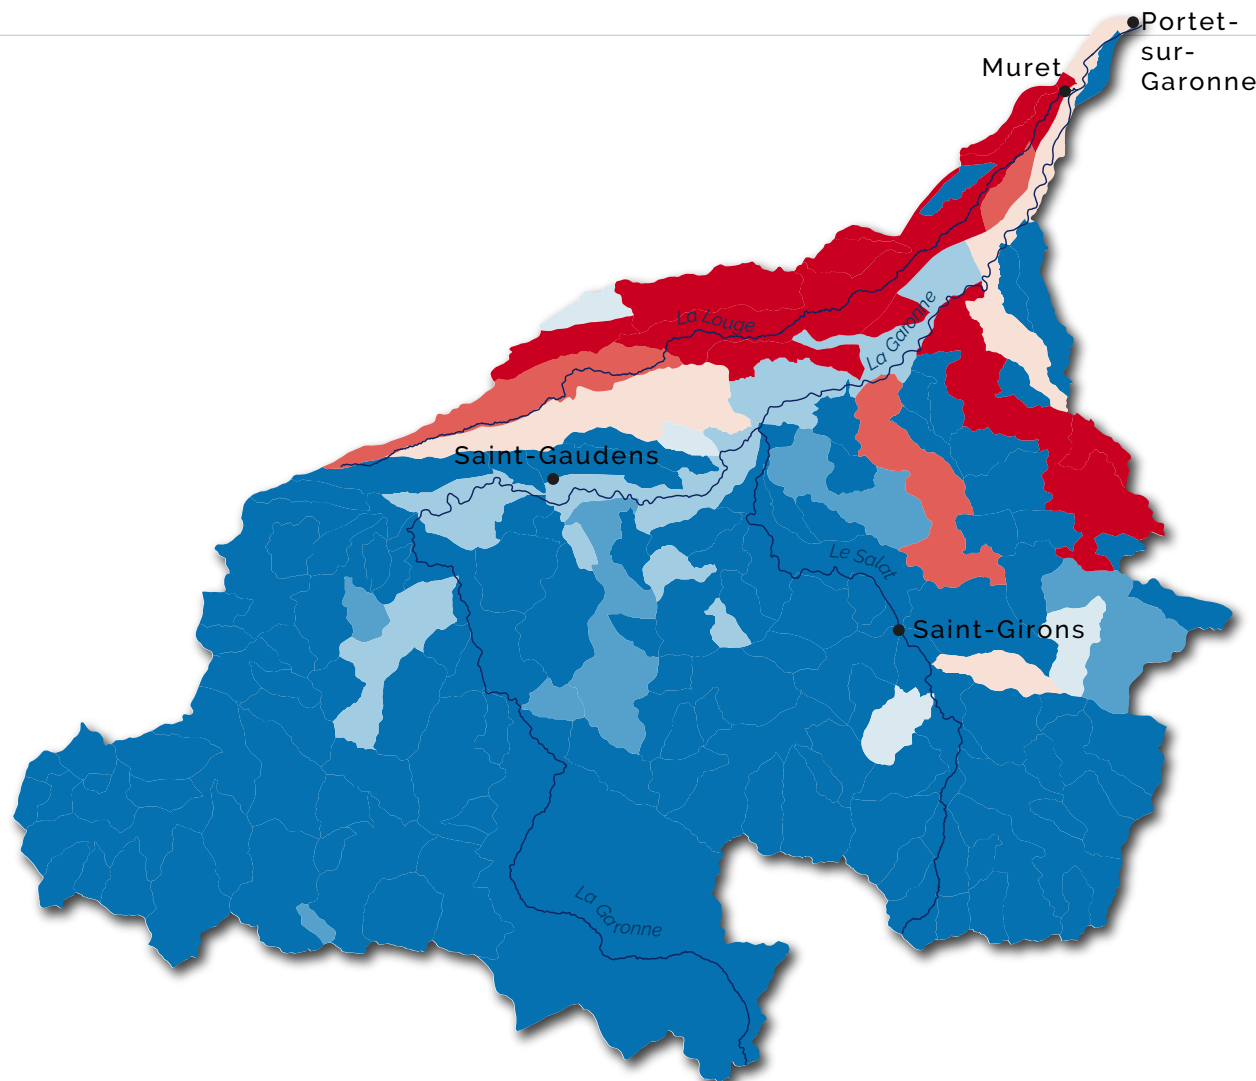 Portet-
sur-
Garonne
Muret
La Louge
La Garonne
Saint-Gaudens
Le Salat
Saint-Girons
La Garonne